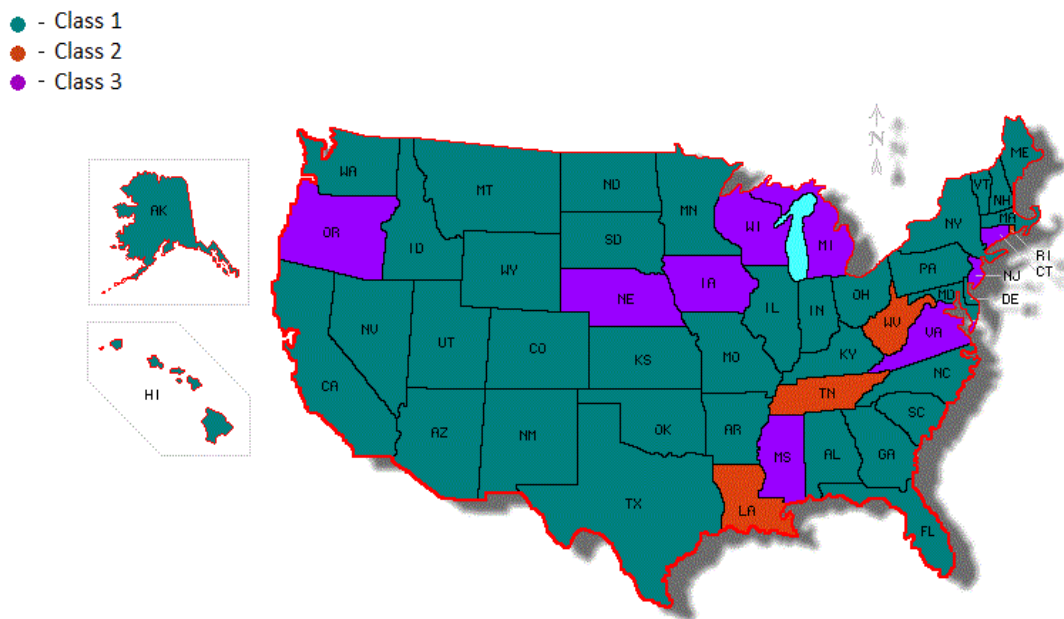 - Class 1
- Class 2
- Class 3
N
ME
WA
VT
NH
MT
ND
MN
MA
AK
NY
OR
WI
MI
ID
SD
RI
WY
PA
CT
NJ
IA
OH
MD
DE
NE
IL
IN
WV
NV
VA
UT
CO
KS
MO
KY
NC
CA
TN
HI
SC
AZ
NM
OK
AR
MS
AL
GA
TX
LA
FL